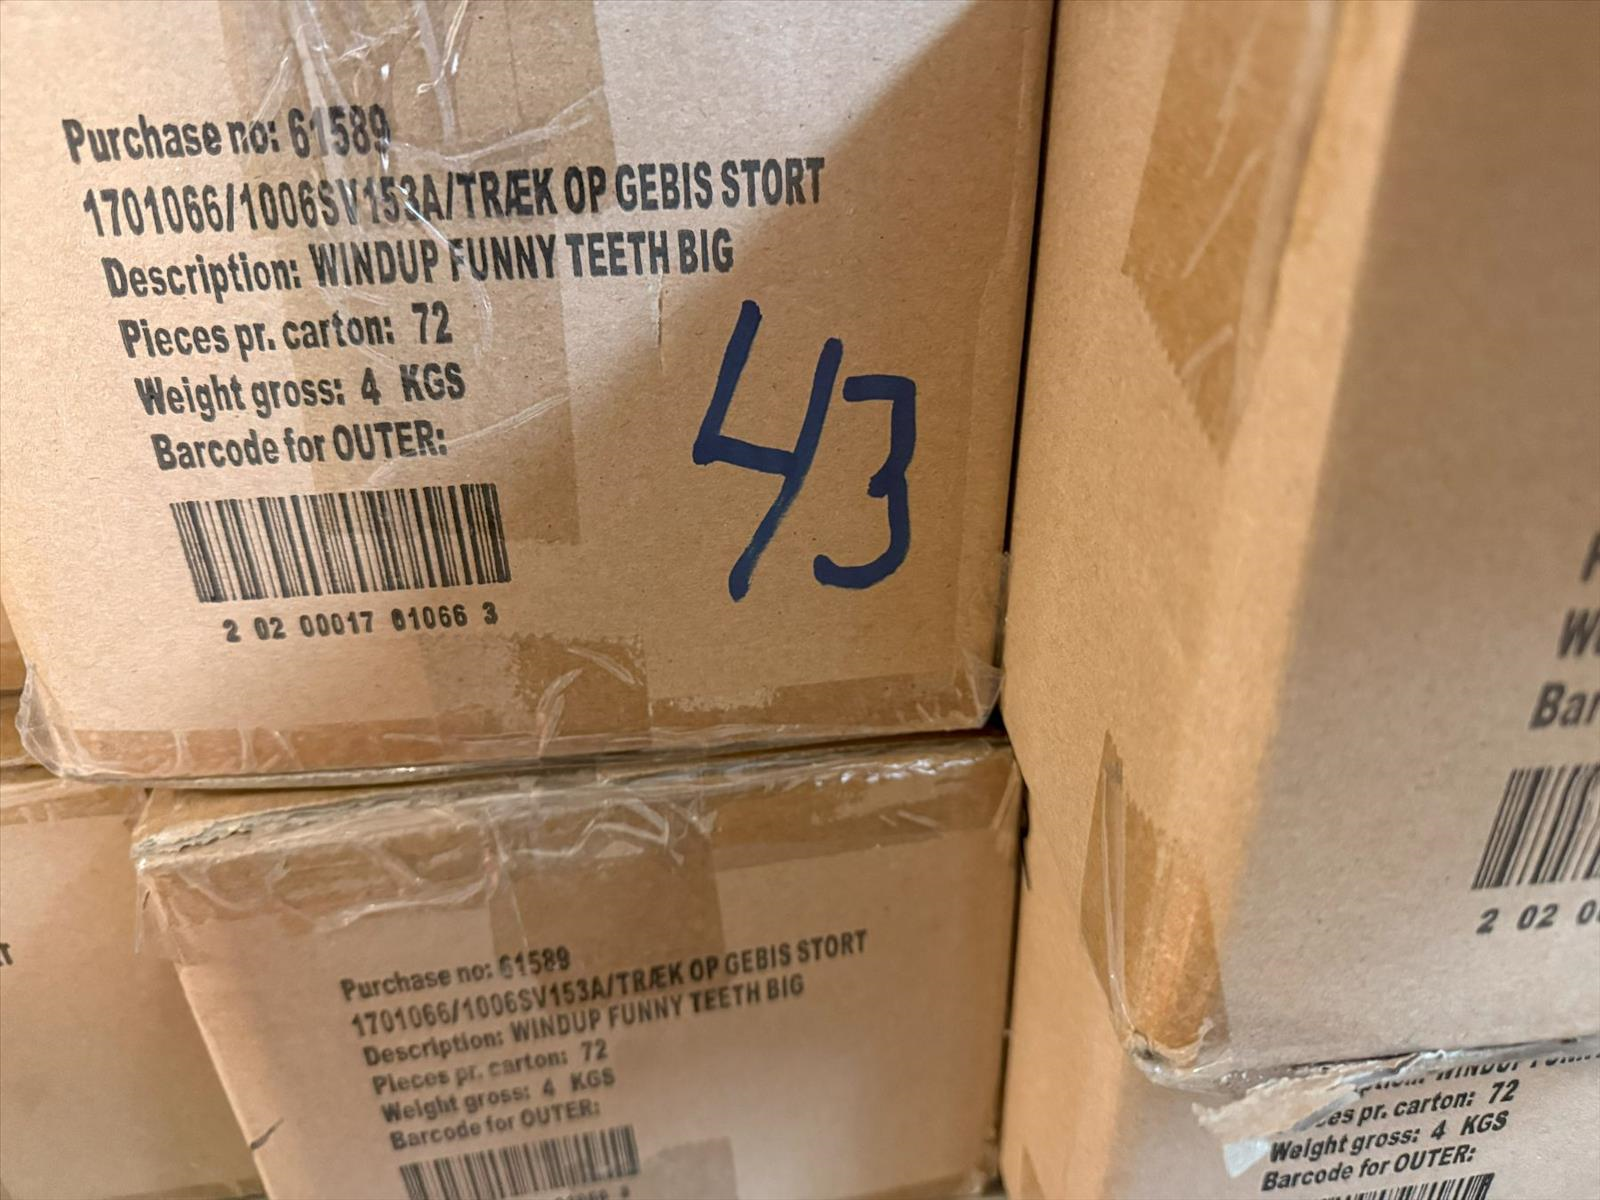 Purchase no: 61589
1701066/1006SV153A/TRÆK OP GEBIS STORT
Description: WINDUP FUNNY TEETH BIG
Pieces pr. carton: 72
Weight gross: 4 KGS
Barcode for OUTER:
2 02 00017 01066 3
43
Purchase no: 61589
1701066/1006SV153A/TRÆK OP GEBIS STORT
Description: WINDUP FUNNY TEETH BIG
Pieces pr. carton: 72
Weight gross: 4 KGS
Barcode for OUTER:
2 02 0
pr. carton: 72
Weight gross: 4 KGS
Barcode for OUTER: